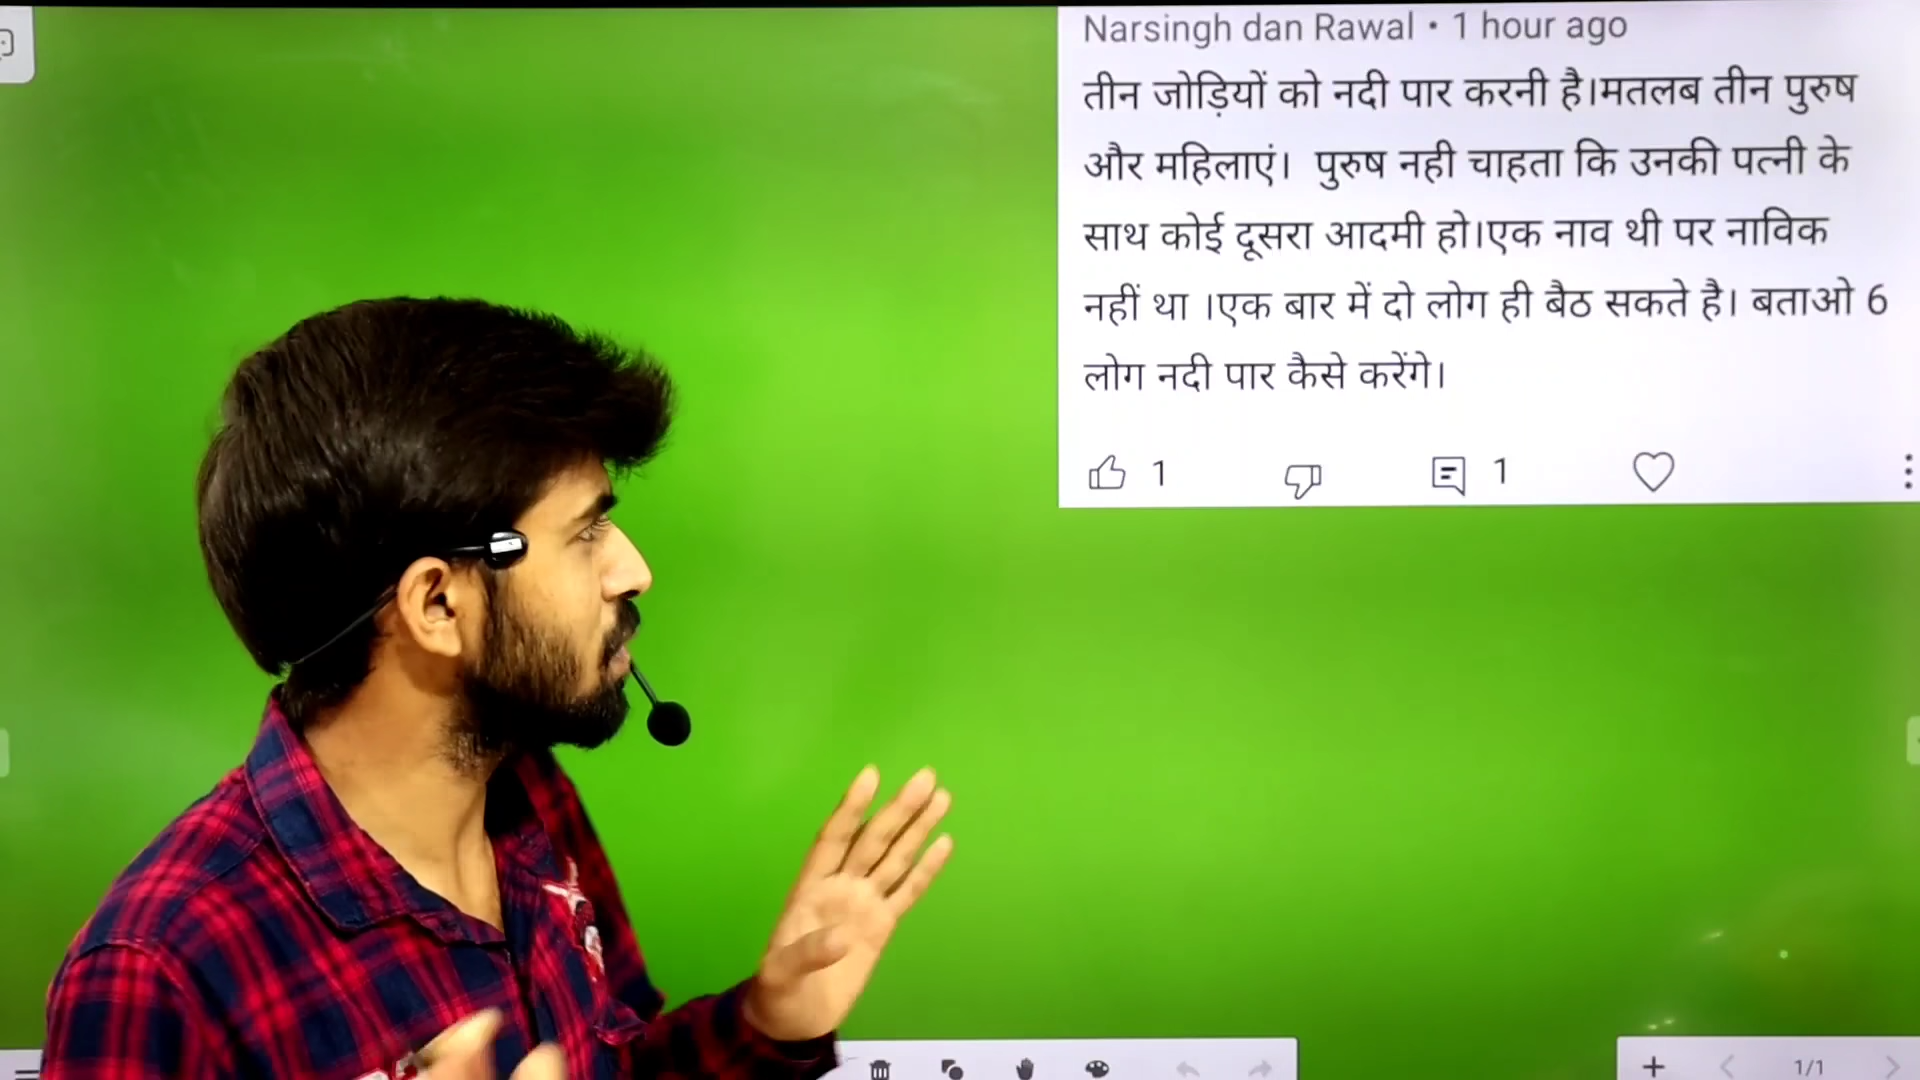 Narsingh dan Rawal • 1 hour ago
तीन जोड़ियों को नदी पार करनी है।मतलब तीन पुरुष
और महिलाएं। पुरुष नही चाहता कि उनकी पत्नी के
साथ कोई दूसरा आदमी हो।एक नाव थी पर नाविक
नहीं था ।एक बार में दो लोग ही बैठ सकते है। बताओ 6
लोग नदी पार कैसे करेंगे।
1 1
1/1